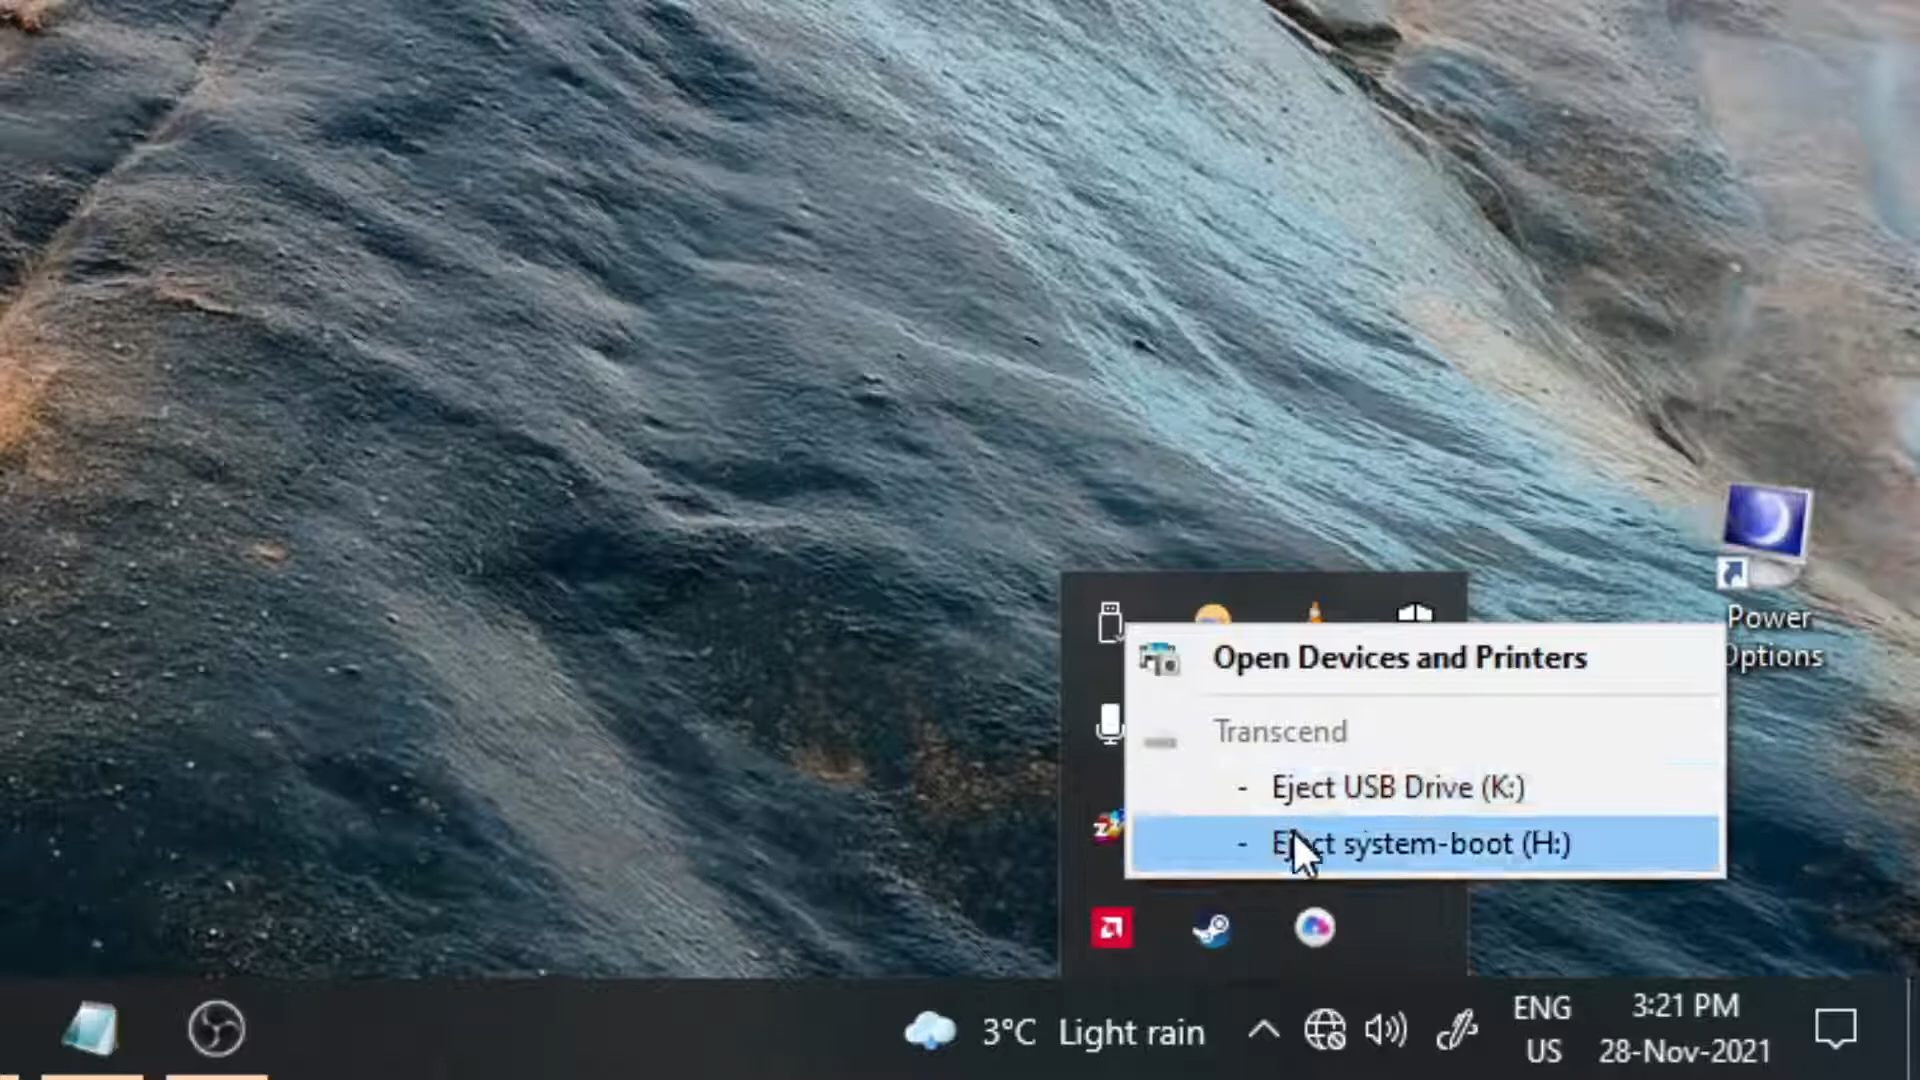 Power
Options
Open Devices and Printers
Transcend
- Eject USB Drive (K:)
- Eject system-boot (H:)
3°C Light rain
ENG
US
3:21 PM
28-Nov-2021